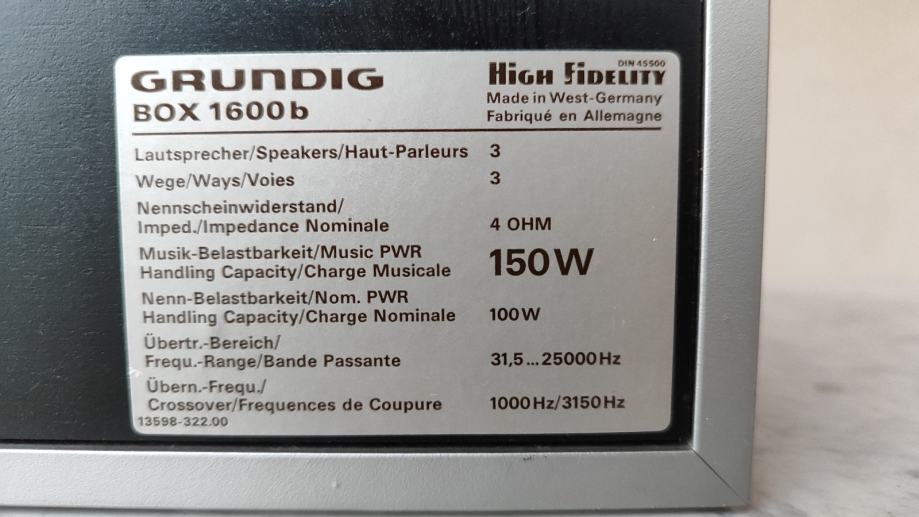 GRUNDIG
BOX 1600b
DIN 45500
HIGH FIDELITY
Made in West-Germany
Fabriqué en Allemagne
Lautsprecher/Speakers/Haut-Parleurs 3
Wege/Ways/Voies 3
Nennscheinwiderstand/
Imped./Impedance Nominale 4 OHM
Musik-Belastbarkeit/Music PWR
Handling Capacity/Charge Musicale 150W
Nenn-Belastbarkeit/Nom. PWR
Handling Capacity/Charge Nominale 100W
Übertr.-Bereich/
Frequ.-Range/Bande Passante 31,5...25000Hz
Übern.-Frequ./
Crossover/Frequences de Coupure 1000Hz/3150Hz
13598-322.00